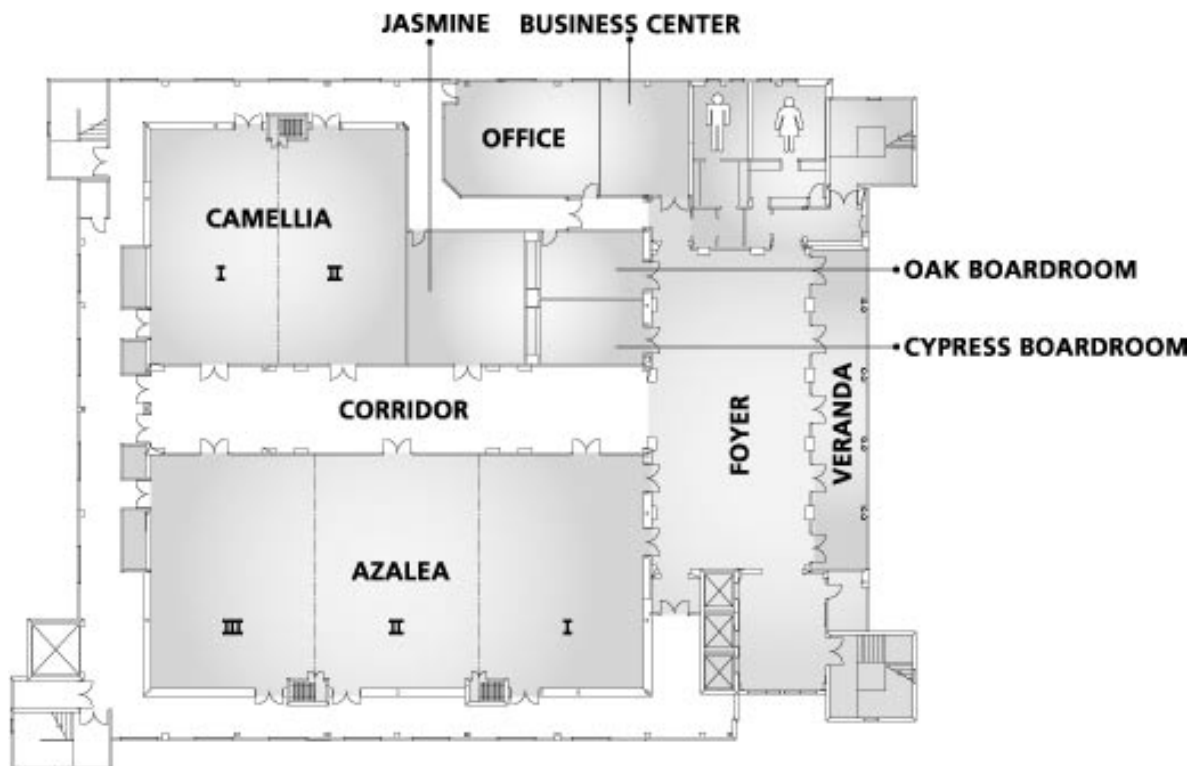 JASMINE
BUSINESS CENTER
OFFICE
CAMELLIA
I
II
OAK BOARDROOM
CYPRESS BOARDROOM
CORRIDOR
FOYER
VERANDA
AZALEA
III
II
I